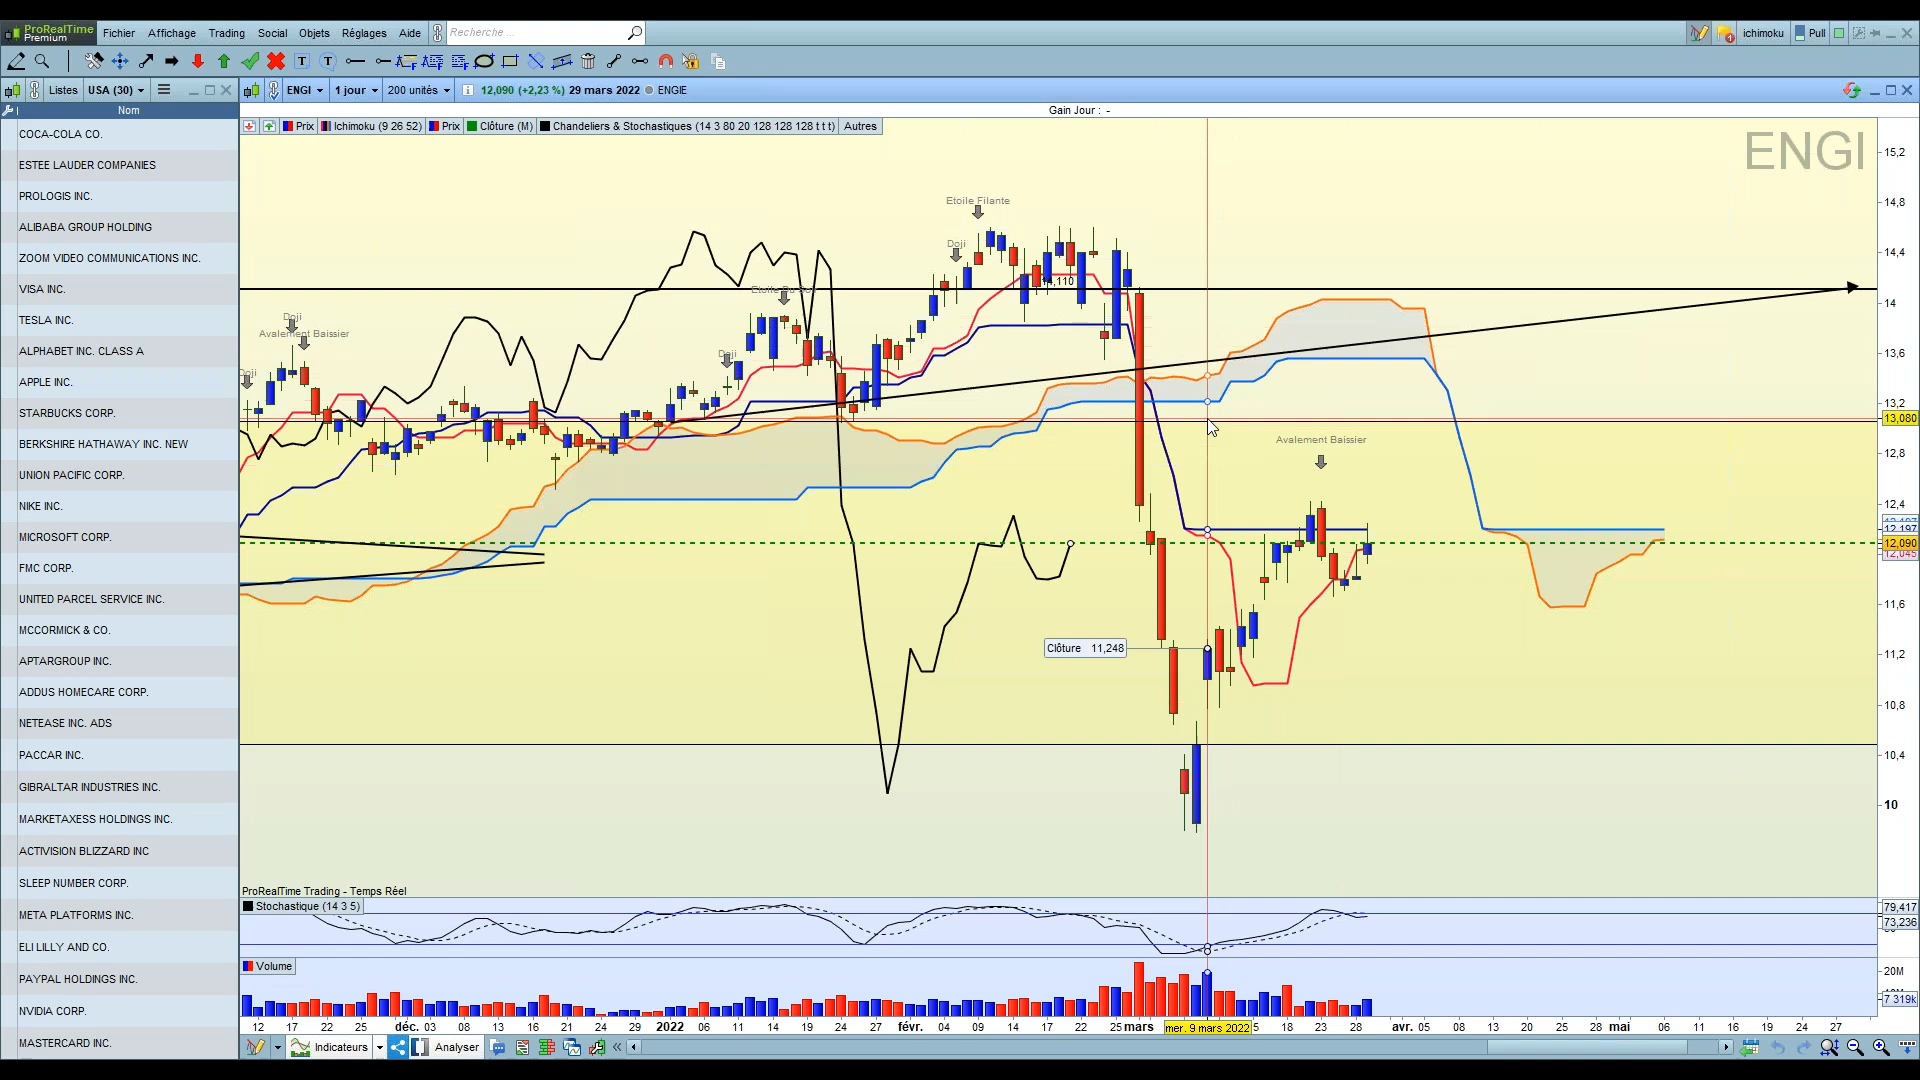 ProRealTime
Premium
Fichier Affichage Trading Social Objets Réglages Aide
Recherche ...
ichimoku
Pull
Listes USA (30)
ENGI 1 jour 200 unités 12,090 (+2,23 %) 29 mars 2022 ENGIE
Nom
COCA-COLA CO.
ESTEE LAUDER COMPANIES
PROLOGIS INC.
ALIBABA GROUP HOLDING
ZOOM VIDEO COMMUNICATIONS INC.
VISA INC.
TESLA INC.
ALPHABET INC. CLASS A
APPLE INC.
STARBUCKS CORP.
BERKSHIRE HATHAWAY INC. NEW
UNION PACIFIC CORP.
NIKE INC.
MICROSOFT CORP.
FMC CORP.
UNITED PARCEL SERVICE INC.
MCCORMICK & CO.
APTARGROUP INC.
ADDUS HOMECARE CORP.
NETEASE INC. ADS
PACCAR INC.
GIBRALTAR INDUSTRIES INC.
MARKETAXESS HOLDINGS INC.
ACTIVISION BLIZZARD INC
SLEEP NUMBER CORP.
META PLATFORMS INC.
ELI LILLY AND CO.
PAYPAL HOLDINGS INC.
NVIDIA CORP.
MASTERCARD INC.
Gain Jour : -
Prix Ichimoku (9 26 52) Prix Clôture (M) Chandeliers & Stochastiques (14 3 80 20 128 128 128 t t t) Autres
ENGI
Etoile Filante
Doji
14,110
Doji
Avalement Baissier
Doji
Doji
Avalement Baissier
Clôture 11,248
15,2
14,8
14,4
14
13,6
13,2
13,080
12,8
12,4
12,197
12,090
12,045
11,6
11,2
10,8
10,4
10
ProRealTime Trading - Temps Réel
Stochastique (14 3 5)
79,417
73,236
Volume
20M
7 319k
12 17 22 25 déc. 03 08 13 16 21 24 29 2022 06 11 14 19 24 27 févr. 04 09 14 17 22 25 mars mer. 9 mars 2022 5 18 23 28 avr. 05 08 13 20 25 28 mai 06 11 16 19 24 27
Indicateurs
Analyser